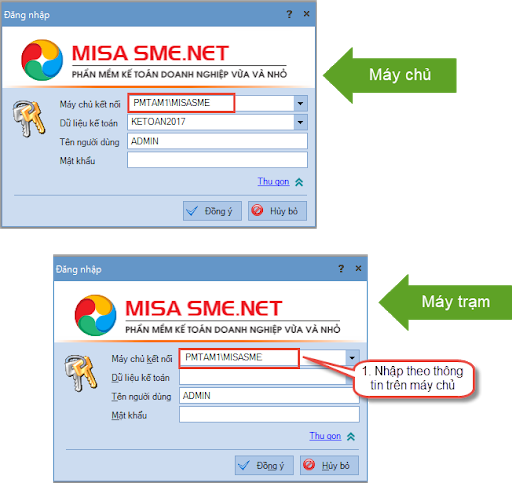 Đăng nhập
?
×
MISA SME.NET
PHẦN MỀM KẾ TOÁN DOANH NGHIỆP VỪA VÀ NHỎ
Máy chủ
Máy chủ kết nối PMTAM1\MISASME
Dữ liệu kế toán KETOAN2017
Tên người dùng ADMIN
Mật khẩu
Thu gọn
Đồng ý Hủy bỏ
Đăng nhập
?
×
MISA SME.NET
PHẦN MỀM KẾ TOÁN DOANH NGHIỆP VỪA VÀ NHỎ
Máy trạm
Máy chủ kết nối PMTAM1\MISASME
1. Nhập theo thông
tin trên máy chủ
Dữ liệu kế toán
Tên người dùng ADMIN
Mật khẩu
Thu gọn
Đồng ý Hủy bỏ